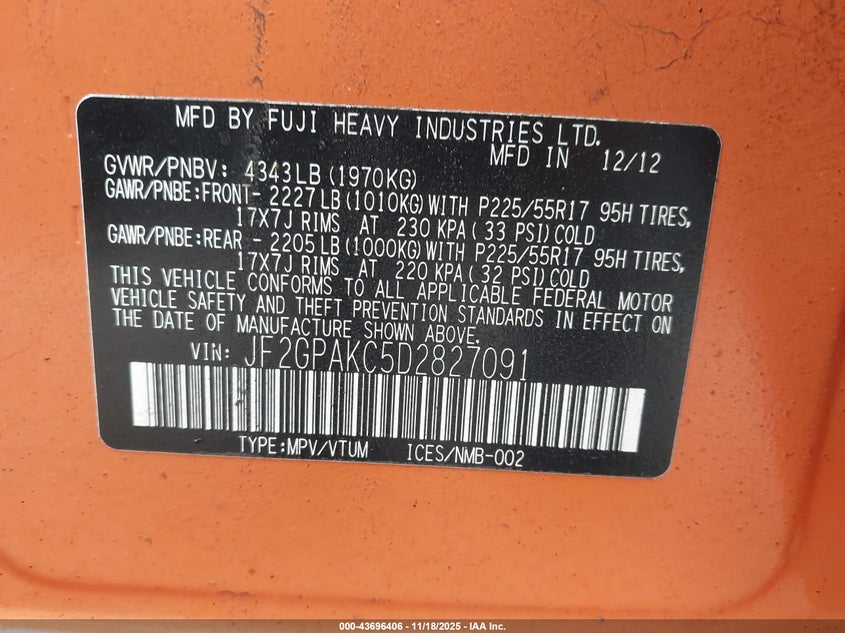 MFD BY FUJI HEAVY INDUSTRIES LTD.
MFD IN 12/12
GVWR/PNBV: 4343LB (1970KG)
GAWR/PNBE:FRONT- 2227LB (1010KG) WITH P225/55R17 95H TIRES,
17X7J RIMS AT 230 KPA (33 PSI) COLD
GAWR/PNBE:REAR - 2205LB (1000KG) WITH P225/55R17 95H TIRES,
17X7J RIMS AT 220 KPA (32 PSI) COLD
THIS VEHICLE CONFORMS TO ALL APPLICABLE FEDERAL MOTOR
VEHICLE SAFETY AND THEFT PREVENTION STANDARDS IN EFFECT ON
THE DATE OF MANUFACTURE SHOWN ABOVE.
VIN: JF2GPAKC5D2827091
TYPE:MPV/VTUM ICES/NMB-002
000-43696406 - 11/18/2025 - IAA Inc.